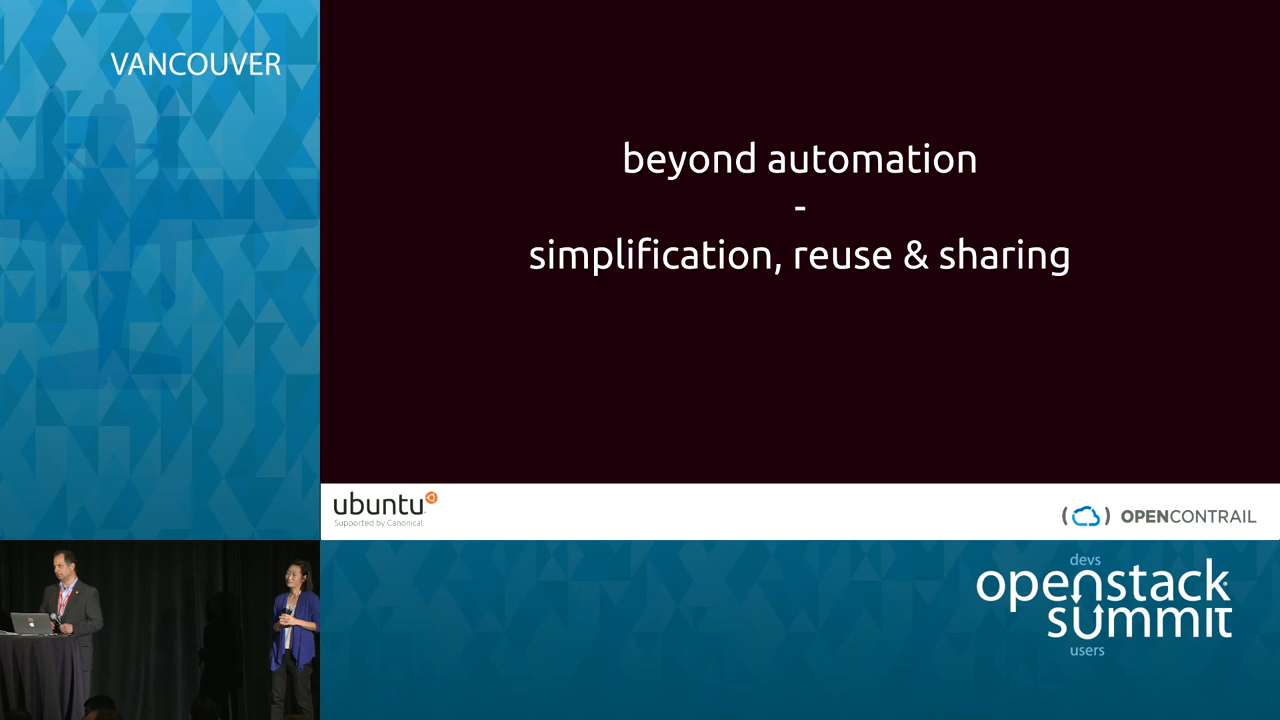 VANCOUVER
beyond automation
-
simplification, reuse & sharing
ubuntu
Supported by Canonical
OPENCONTRAIL
devs
openstack
summit
users